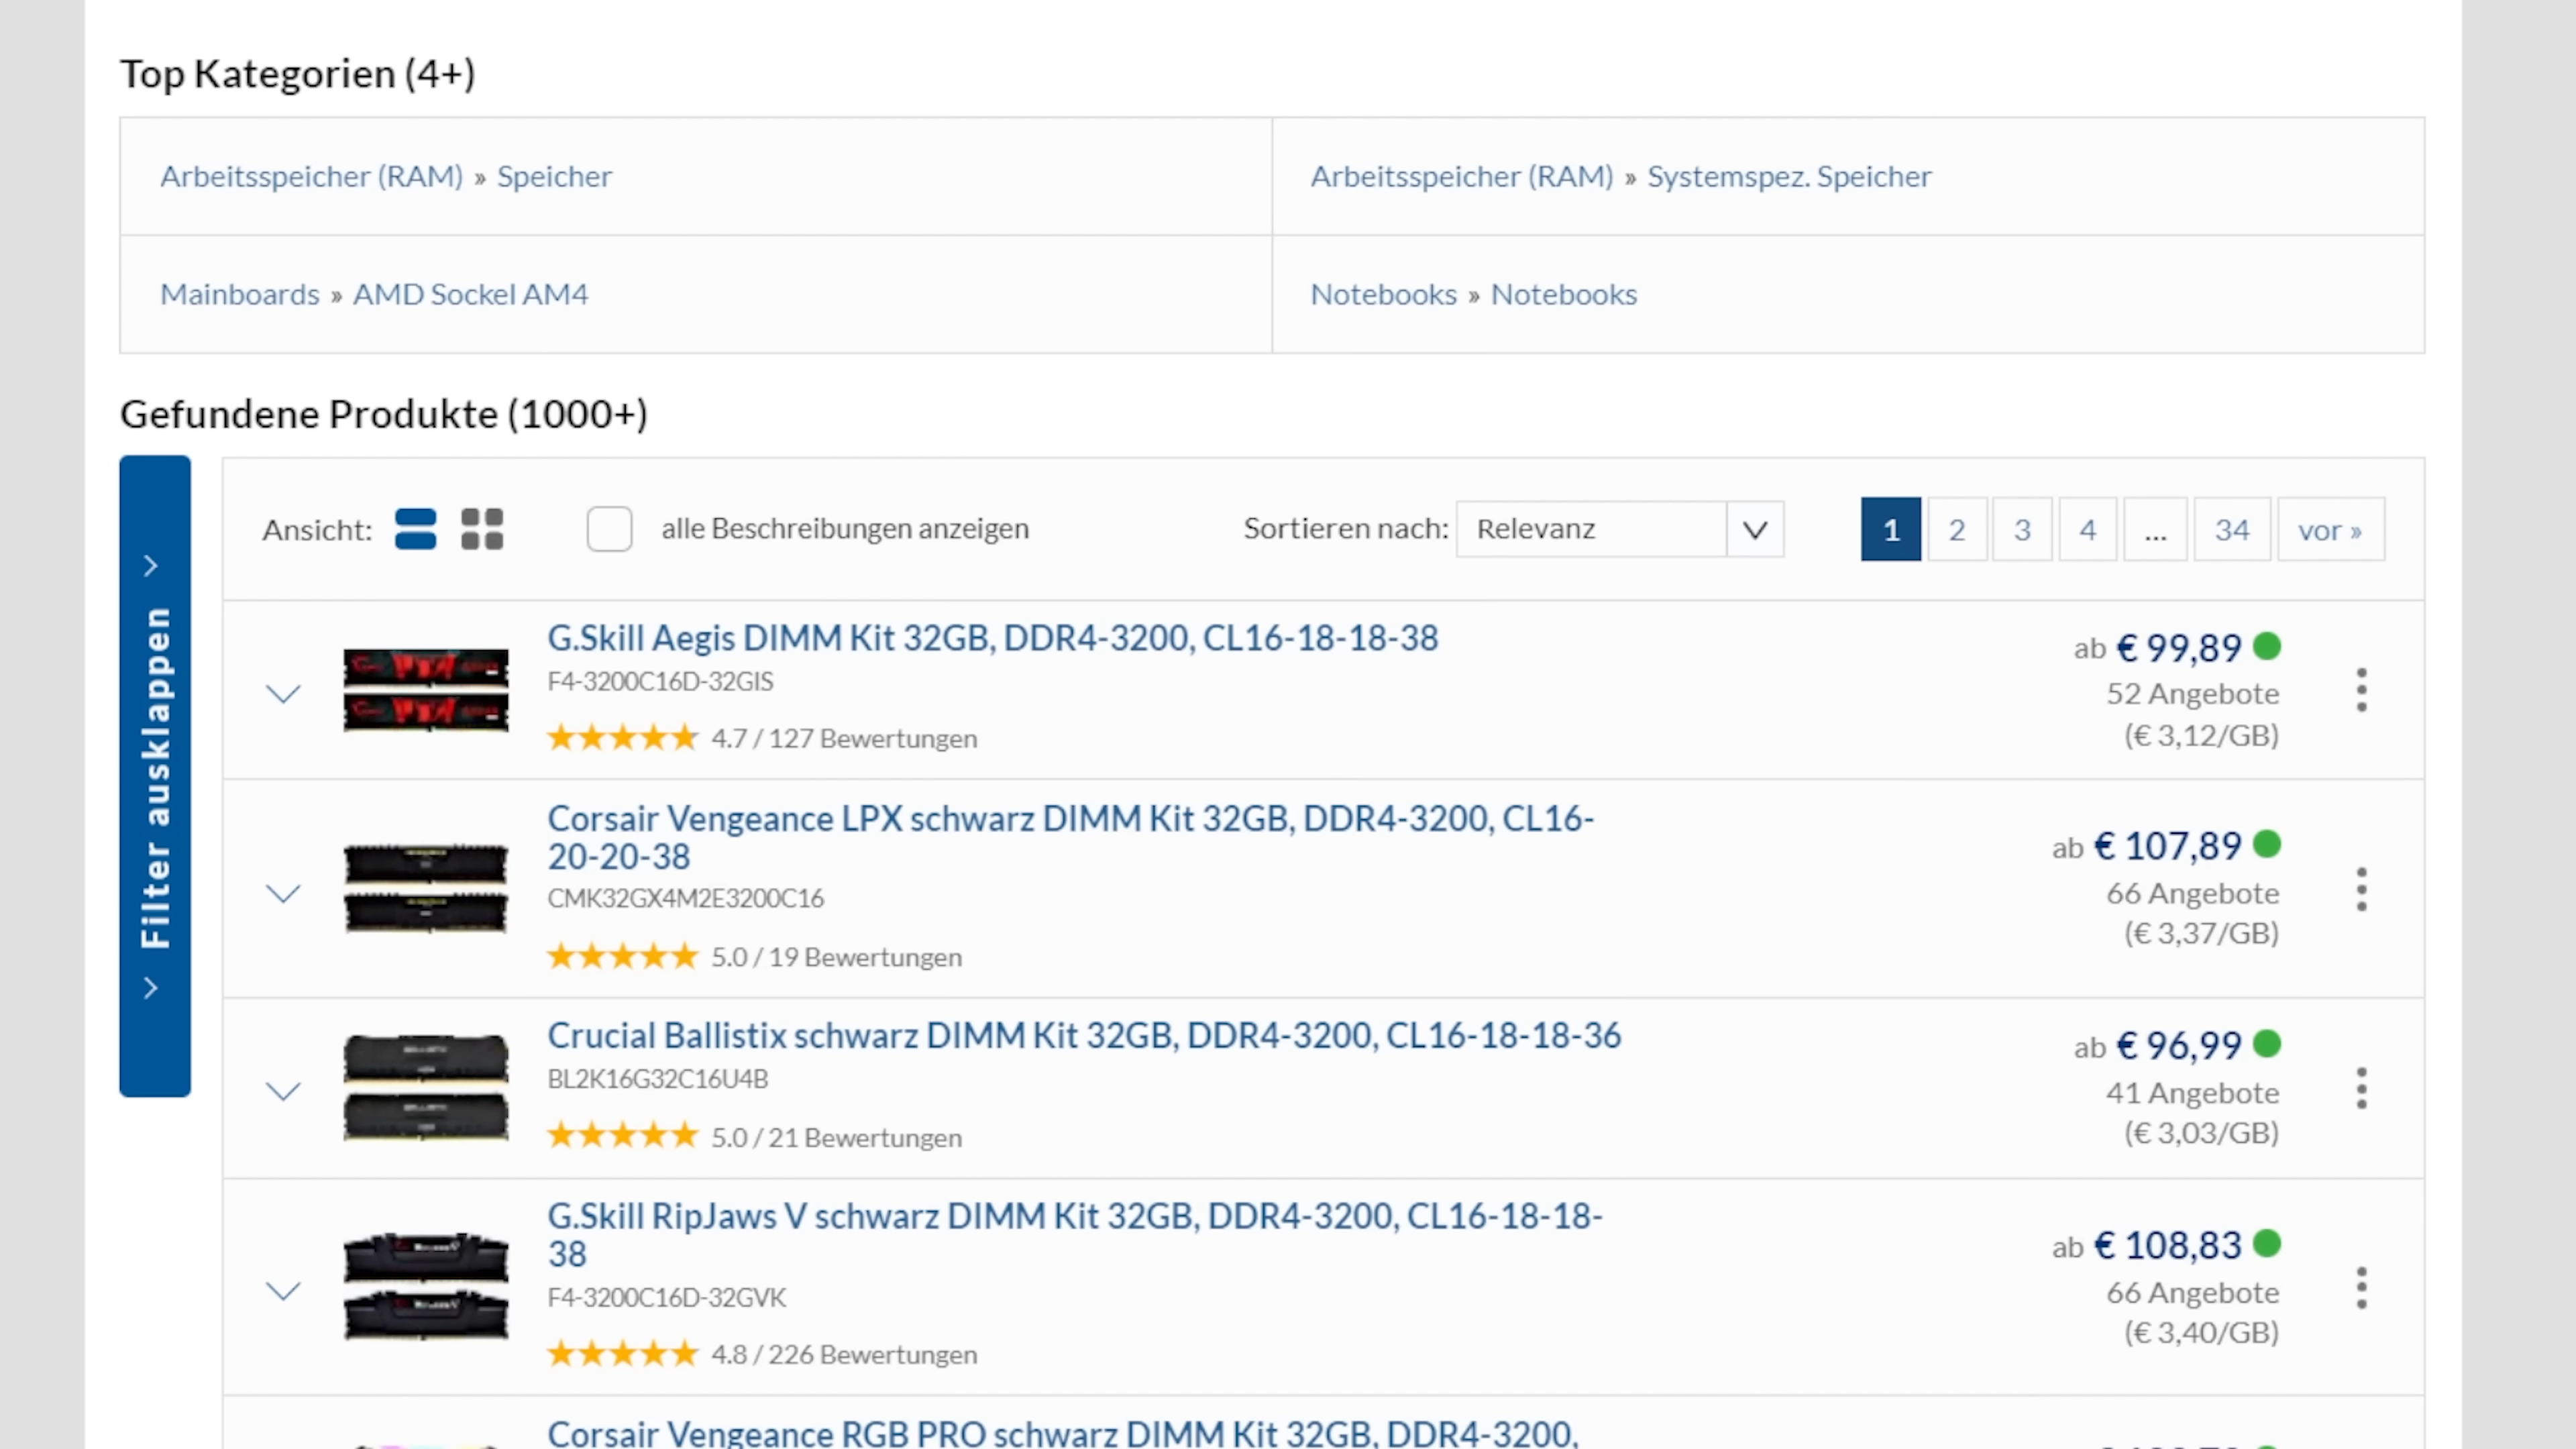 Top Kategorien (4+)
Arbeitsspeicher (RAM) » Speicher
Arbeitsspeicher (RAM) » Systemspez. Speicher
Mainboards » AMD Sockel AM4
Notebooks » Notebooks
Gefundene Produkte (1000+)
Filter ausklappen
Ansicht:
alle Beschreibungen anzeigen
Sortieren nach: Relevanz
1 2 3 4 ... 34 vor »
G.Skill Aegis DIMM Kit 32GB, DDR4-3200, CL16-18-18-38
F4-3200C16D-32GIS
4.7 / 127 Bewertungen
ab € 99,89
52 Angebote
(€ 3,12/GB)
Corsair Vengeance LPX schwarz DIMM Kit 32GB, DDR4-3200, CL16-
20-20-38
CMK32GX4M2E3200C16
5.0 / 19 Bewertungen
ab € 107,89
66 Angebote
(€ 3,37/GB)
Crucial Ballistix schwarz DIMM Kit 32GB, DDR4-3200, CL16-18-18-36
BL2K16G32C16U4B
5.0 / 21 Bewertungen
ab € 96,99
41 Angebote
(€ 3,03/GB)
G.Skill RipJaws V schwarz DIMM Kit 32GB, DDR4-3200, CL16-18-18-
38
F4-3200C16D-32GVK
4.8 / 226 Bewertungen
ab € 108,83
66 Angebote
(€ 3,40/GB)
Corsair Vengeance RGB PRO schwarz DIMM Kit 32GB, DDR4-3200,